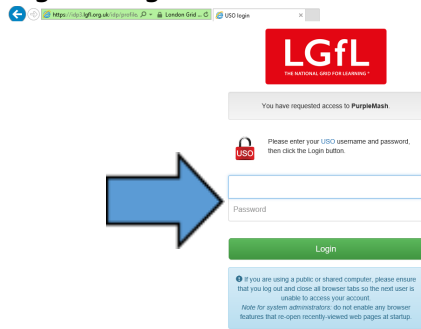 https://idp3.lgfl.org.uk/idp/profile
London Grid ...
USO login
LGfL
THE NATIONAL GRID FOR LEARNING
You have requested access to PurpleMash.
USO
Please enter your USO username and password,
then click the Login button.
Password
Login
If you are using a public or shared computer, please ensure
that you log out and close all browser tabs so the next user is
unable to access your account.
Note for system administrators: do not enable any browser
features that re-open recently-viewed web pages at startup.